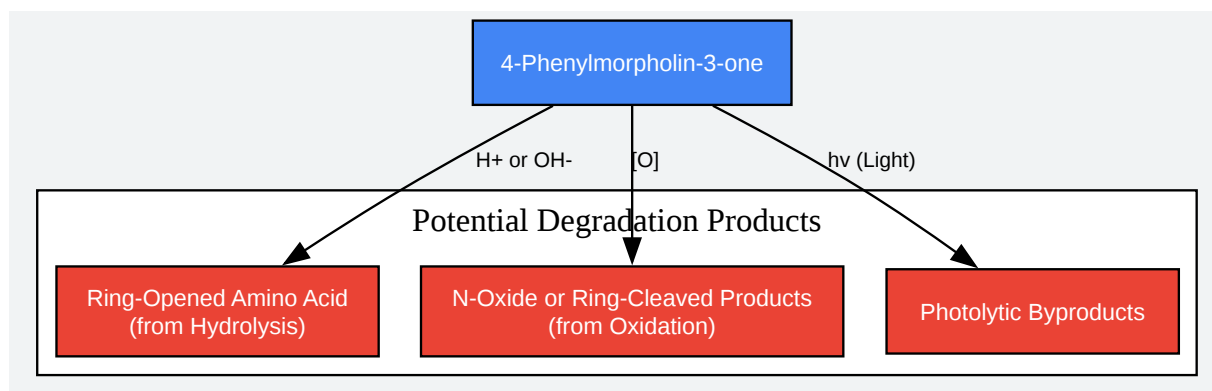 4-Phenylmorpholin-3-one
H+ or OH-
[O]
hv (Light)
Potential Degradation Products
Ring-Opened Amino Acid
(from Hydrolysis)
N-Oxide or Ring-Cleaved Products
(from Oxidation)
Photolytic Byproducts